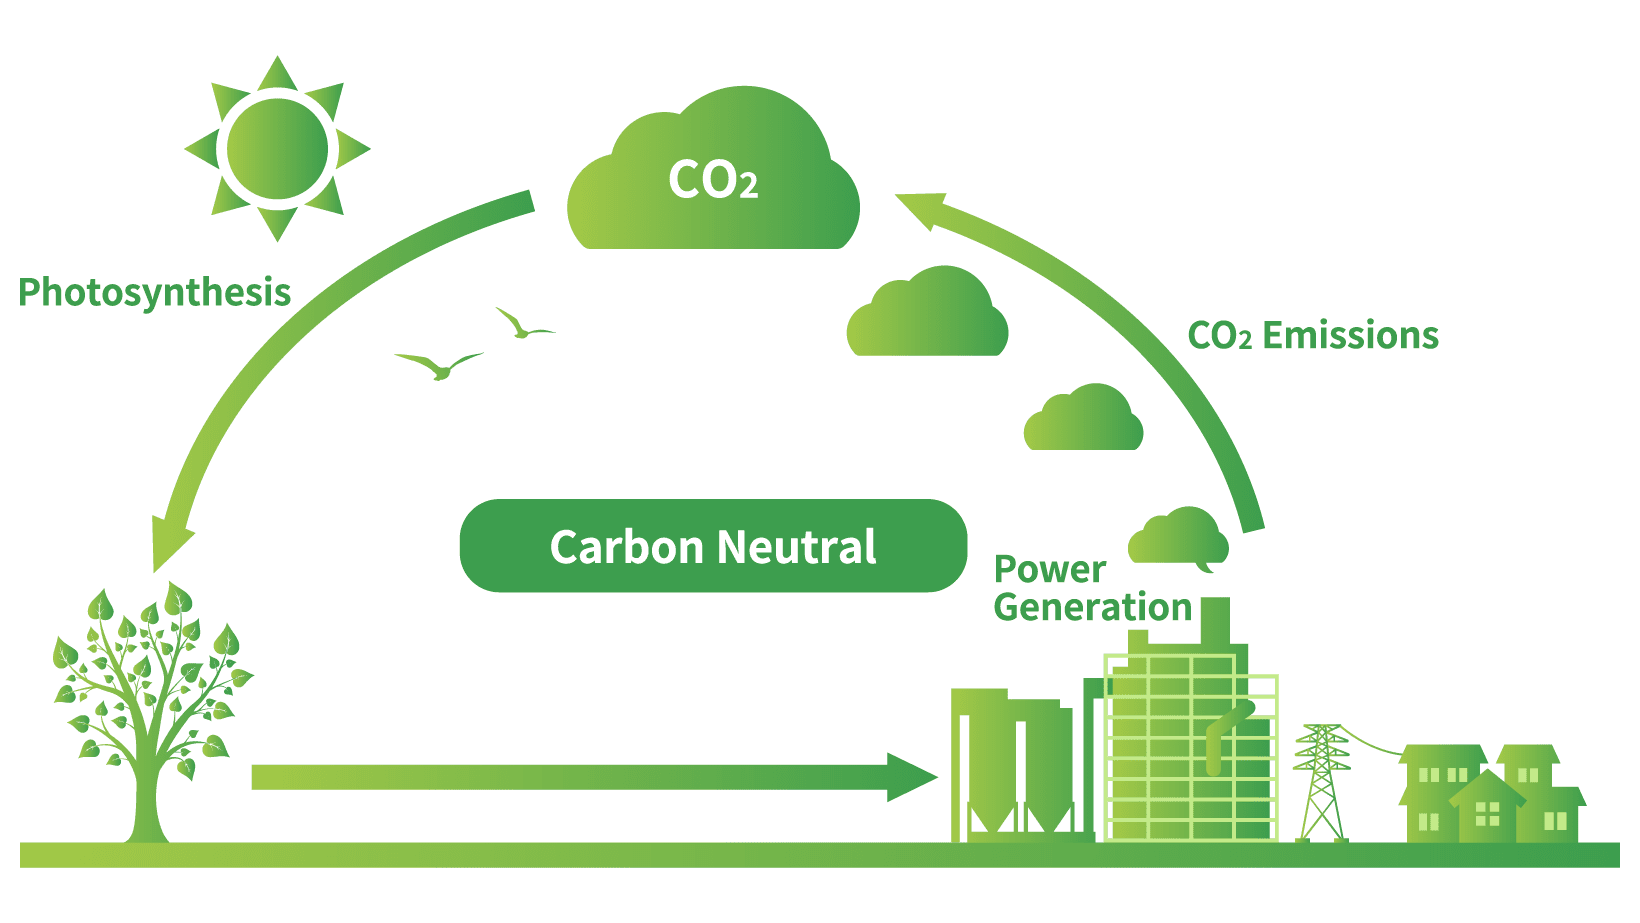 CO₂
Photosynthesis
CO₂ Emissions
Carbon Neutral
Power
Generation